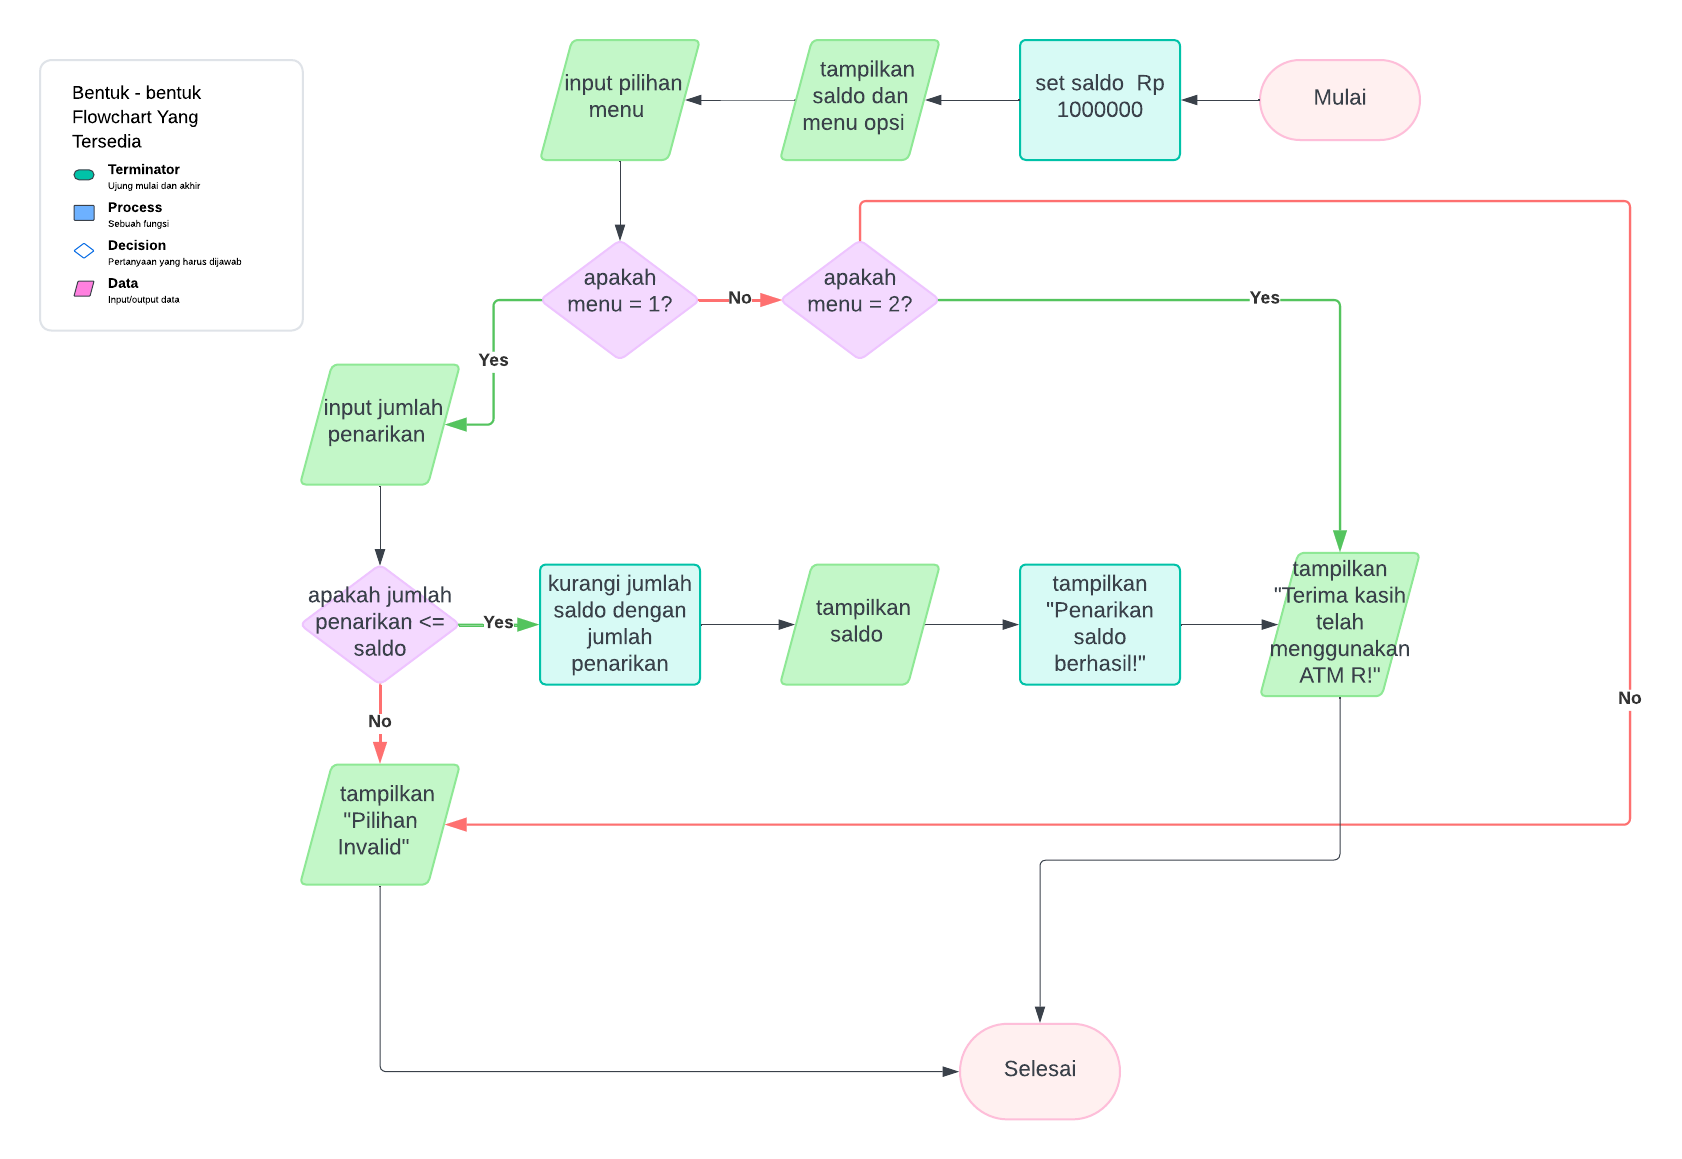 Bentuk - bentuk
Flowchart Yang
Tersedia
Terminator
Ujung mulai dan akhir
Process
Sebuah fungsi
Decision
Pertanyaan yang harus dijawab
Data
Input/output data
Mulai
set saldo  Rp
1000000
tampilkan
saldo dan
menu opsi
input pilihan
menu
apakah
menu = 1?
No
apakah
menu = 2?
Yes
Yes
input jumlah
penarikan
apakah jumlah
penarikan <=
saldo
Yes
kurangi jumlah
saldo dengan
jumlah
penarikan
tampilkan
saldo
tampilkan
"Penarikan
saldo
berhasil!"
tampilkan
"Terima kasih
telah
menggunakan
ATM R!"
No
No
tampilkan
"Pilihan
Invalid"
Selesai